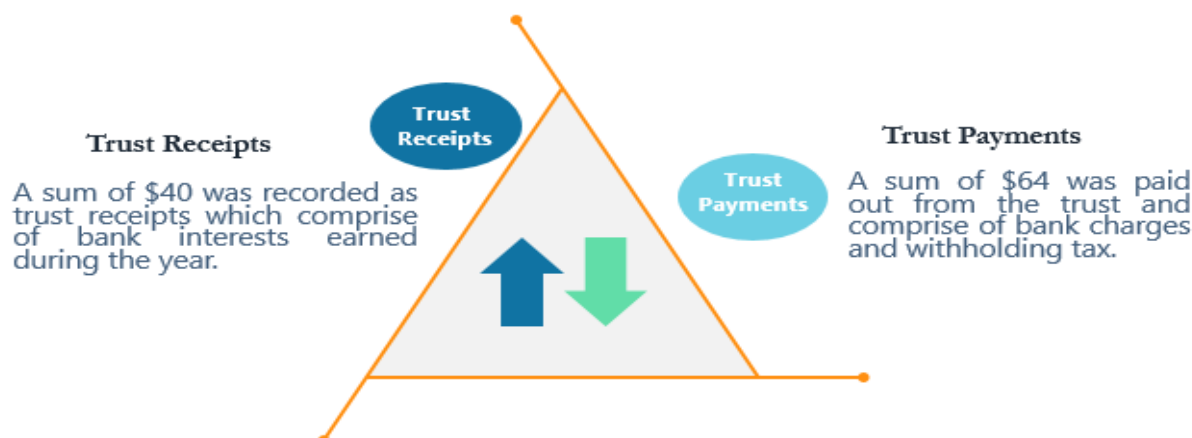 Trust Receipts
A sum of $40 was recorded as
trust receipts which comprise
of bank interests earned
during the year.
Trust
Receipts
Trust
Payments
Trust Payments
A sum of $64 was paid
out from the trust and
comprise of bank charges
and withholding tax.